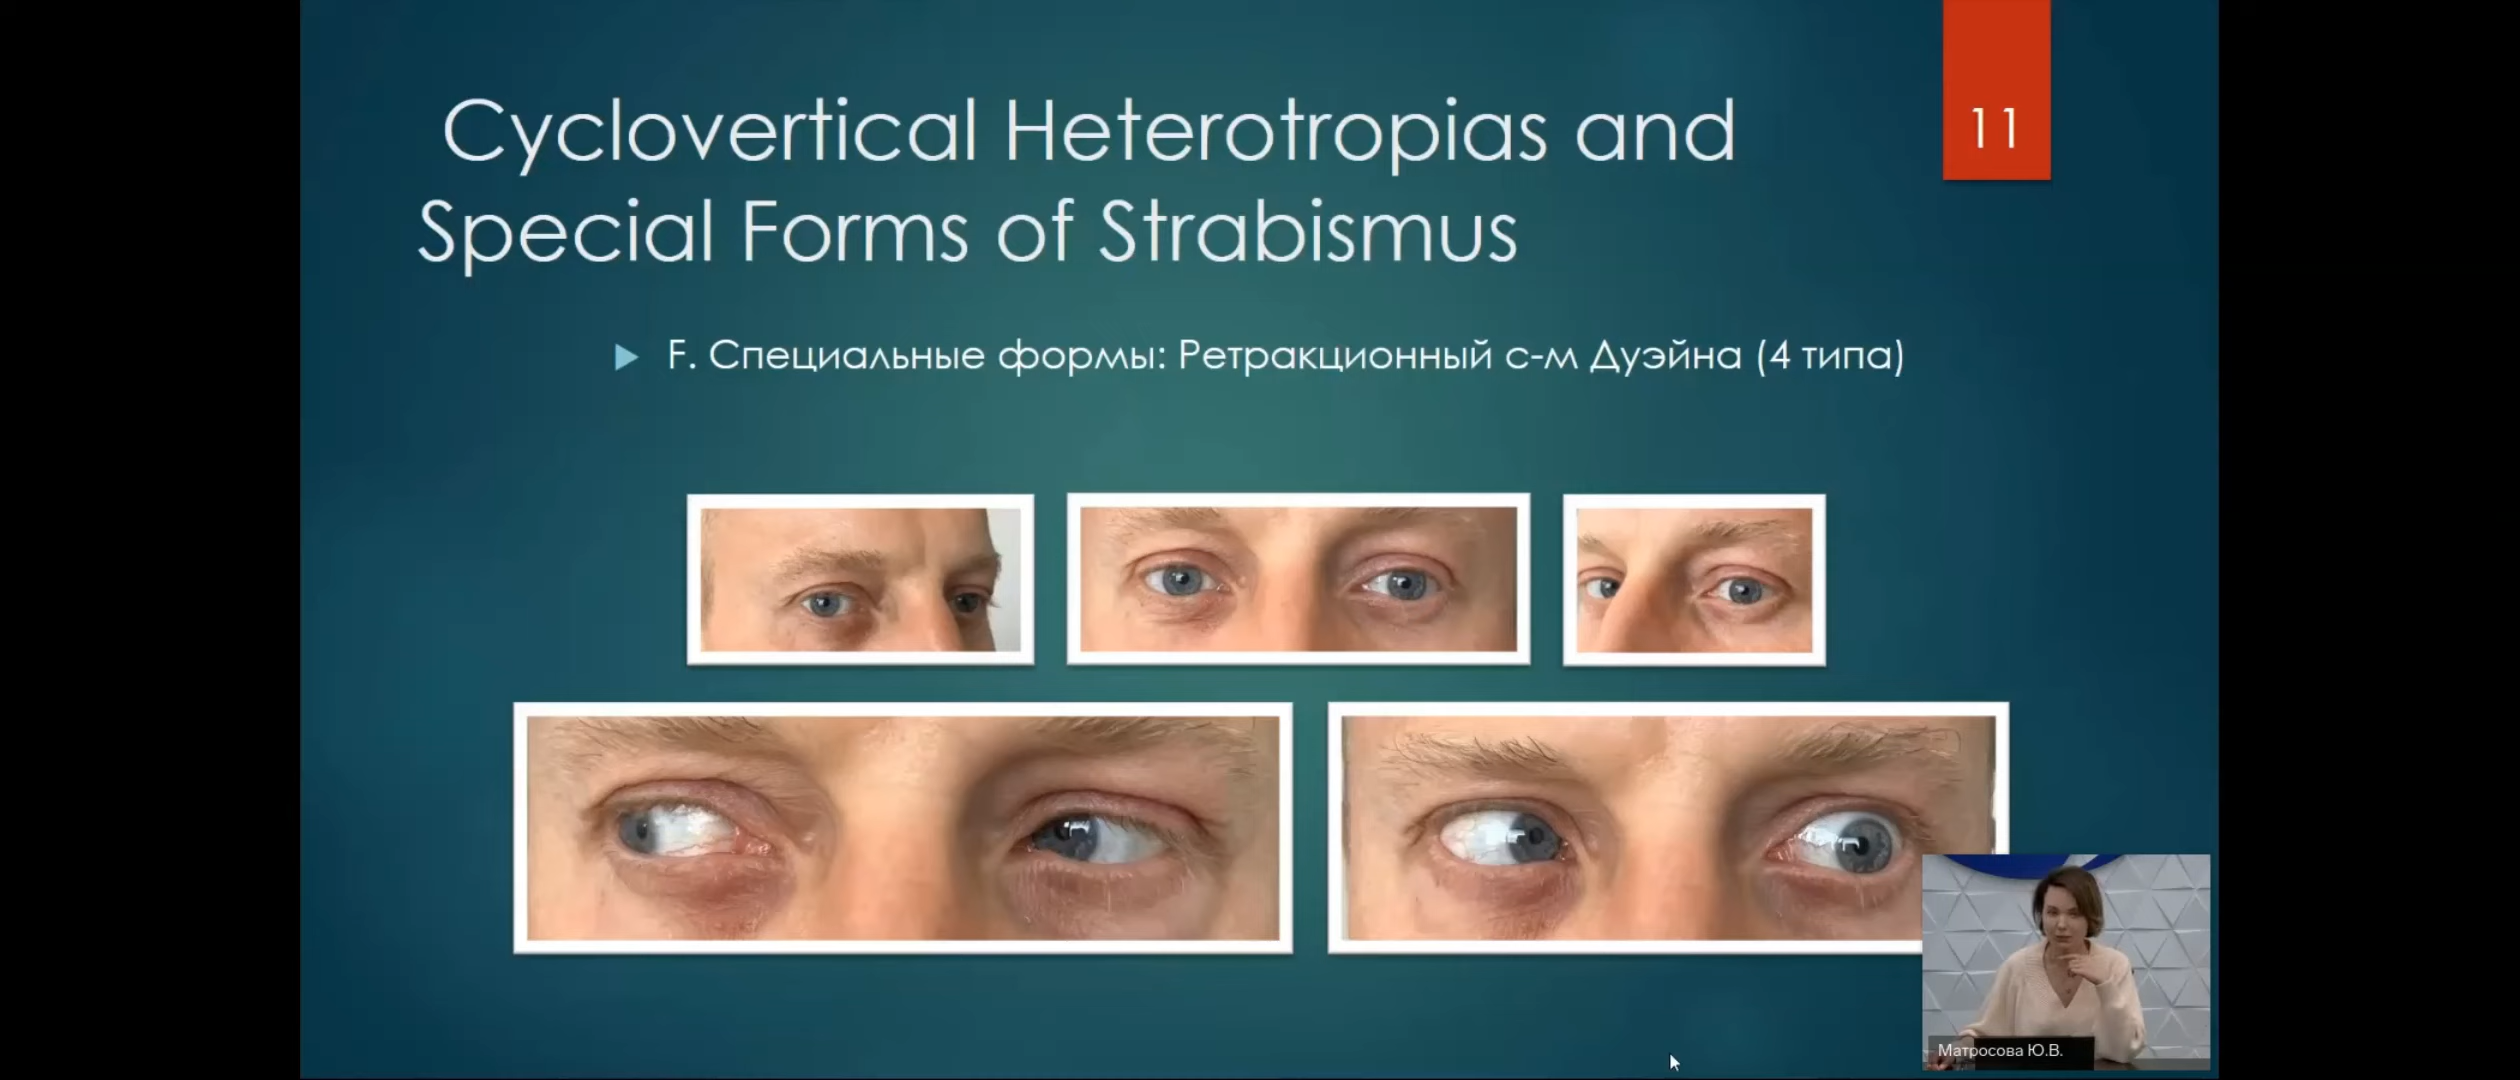 Cyclovertical Heterotropias and
Special Forms of Strabismus
11
F. Специальные формы: Ретракционный с-м Дуэйна (4 типа)
Матросова Ю.В.